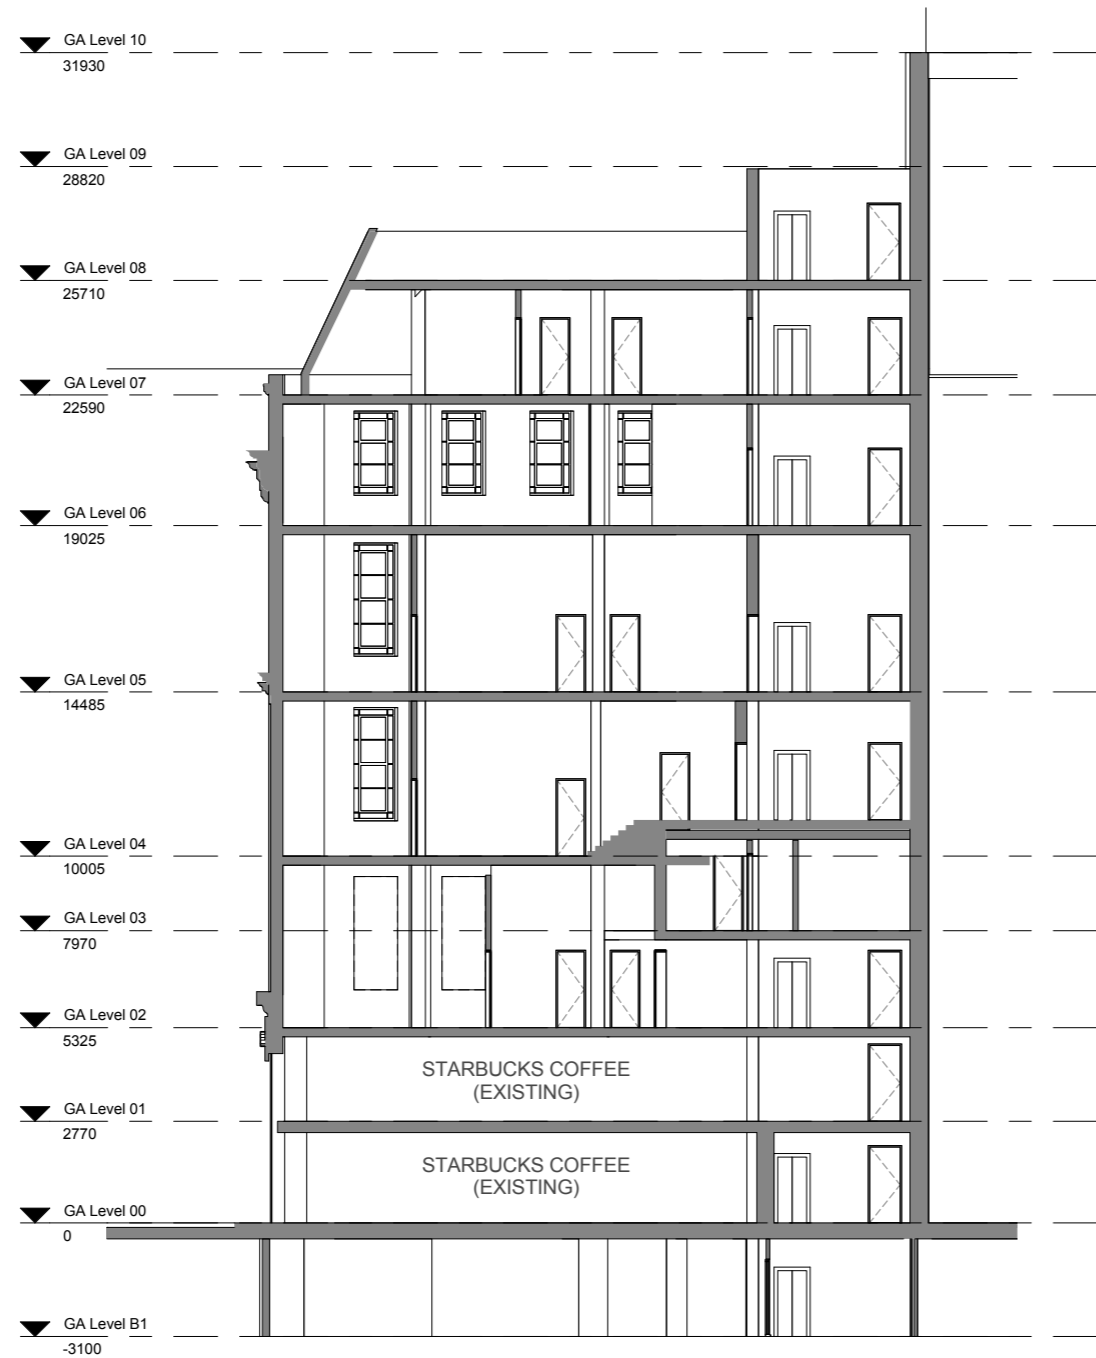 GA Level 10
31930
GA Level 09
28820
GA Level 08
25710
GA Level 07
22590
GA Level 06
19025
GA Level 05
14485
GA Level 04
10005
GA Level 03
7970
GA Level 02
5325
STARBUCKS COFFEE
(EXISTING)
GA Level 01
2770
STARBUCKS COFFEE
(EXISTING)
GA Level 00
0
GA Level B1
-3100